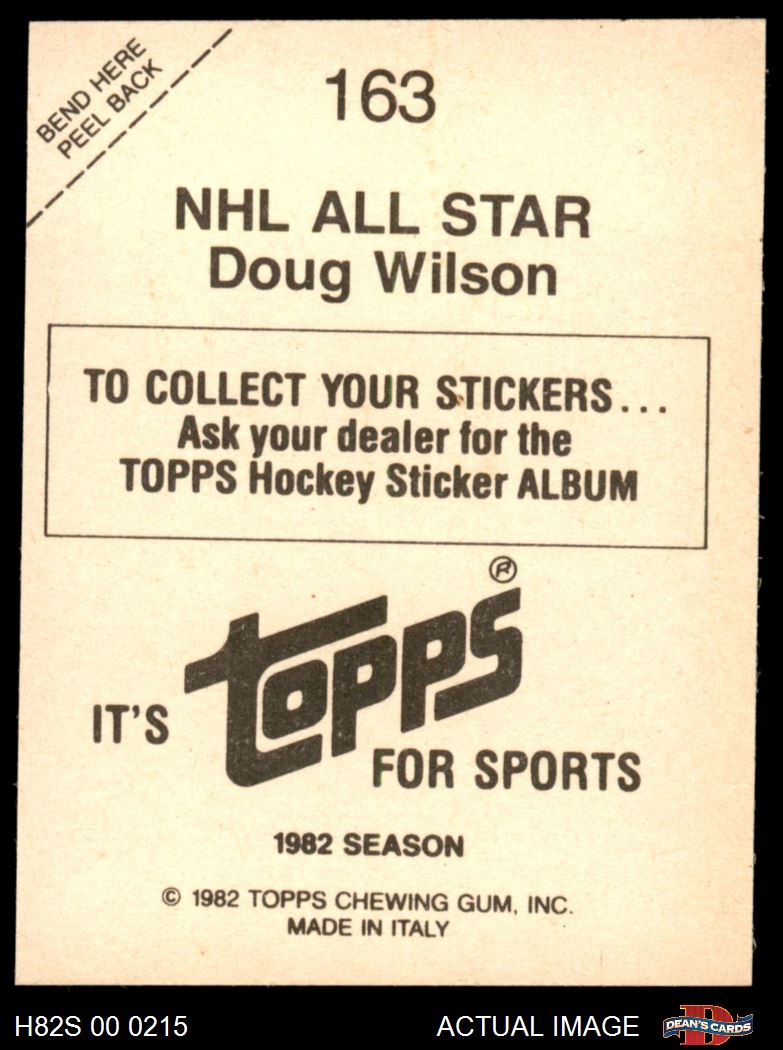 BEND HERE
PEEL BACK
163
NHL ALL STAR
Doug Wilson
TO COLLECT YOUR STICKERS...
Ask your dealer for the
TOPPS Hockey Sticker ALBUM
IT'S topps® FOR SPORTS
1982 SEASON
© 1982 TOPPS CHEWING GUM, INC.
MADE IN ITALY
H82S 00 0215
ACTUAL IMAGE
D
DEAN'S CARDS